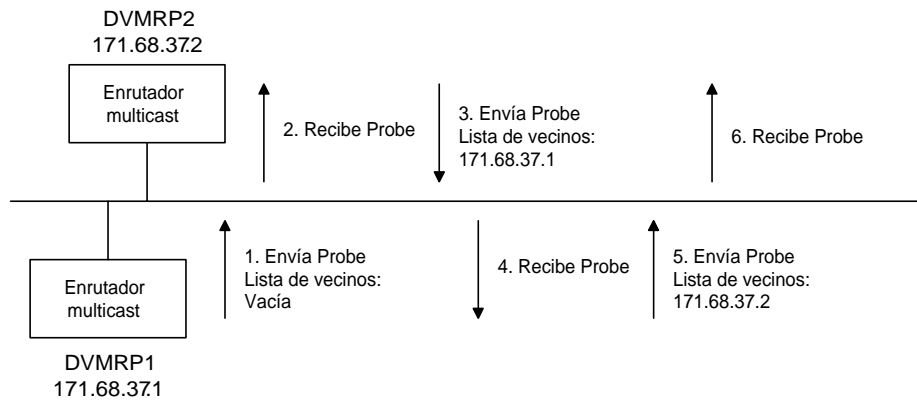 DVMRP2
171.68.37.2
Enrutador
multicast
2. Recibe Probe
3. Envía Probe
Lista de vecinos:
171.68.37.1
6. Recibe Probe
Enrutador
multicast
1. Envía Probe
Lista de vecinos:
Vacía
4. Recibe Probe
5. Envía Probe
Lista de vecinos:
171.68.37.2
DVMRP1
171.68.37.1